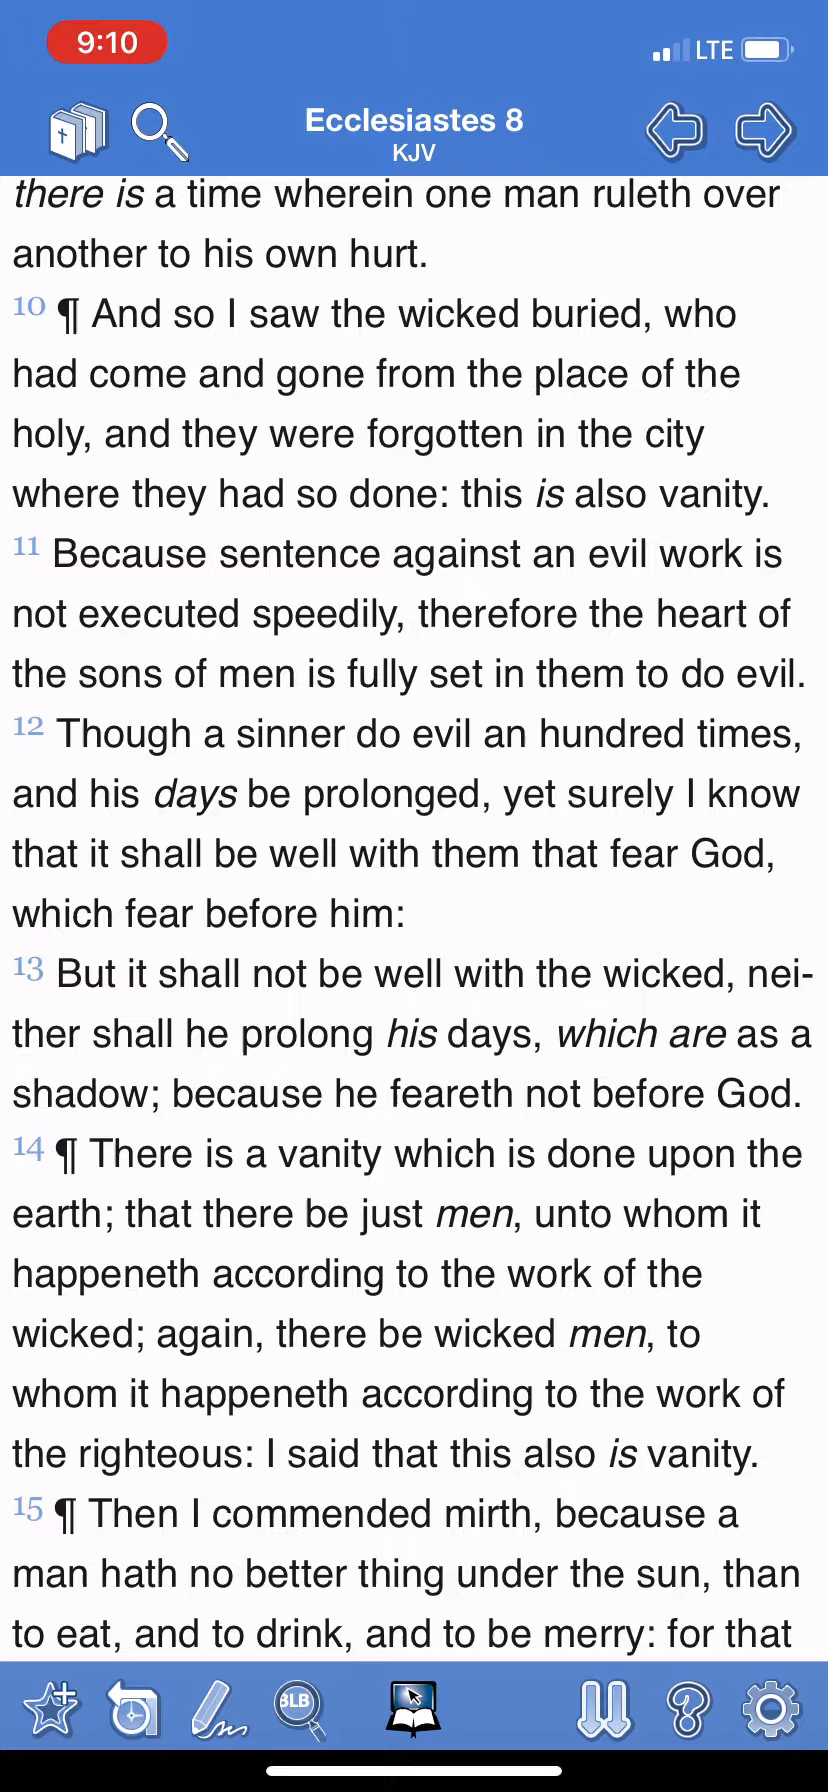 9:10
LTE
Ecclesiastes 8
KJV
there is a time wherein one man ruleth over
another to his own hurt.
10 ¶ And so I saw the wicked buried, who
had come and gone from the place of the
holy, and they were forgotten in the city
where they had so done: this is also vanity.
11 Because sentence against an evil work is
not executed speedily, therefore the heart of
the sons of men is fully set in them to do evil.
12 Though a sinner do evil an hundred times,
and his days be prolonged, yet surely I know
that it shall be well with them that fear God,
which fear before him:
13 But it shall not be well with the wicked, nei-
ther shall he prolong his days, which are as a
shadow; because he feareth not before God.
14 ¶ There is a vanity which is done upon the
earth; that there be just men, unto whom it
happeneth according to the work of the
wicked; again, there be wicked men, to
whom it happeneth according to the work of
the righteous: I said that this also is vanity.
15 ¶ Then I commended mirth, because a
man hath no better thing under the sun, than
to eat, and to drink, and to be merry: for that
BLB